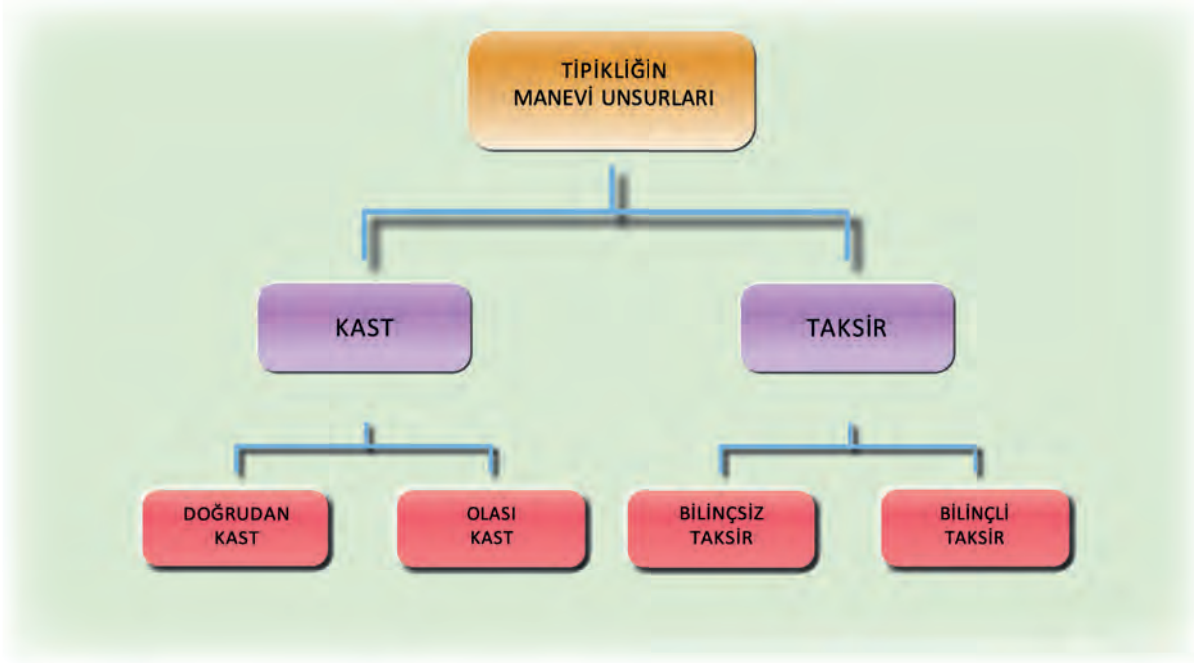 TİPİKLİĞİN
MANEVİ UNSURLARI
KAST
TAKSİR
DOĞRUDAN
KAST
OLASI
KAST
BİLİNÇSİZ
TAKSİR
BİLİNÇLİ
TAKSİR